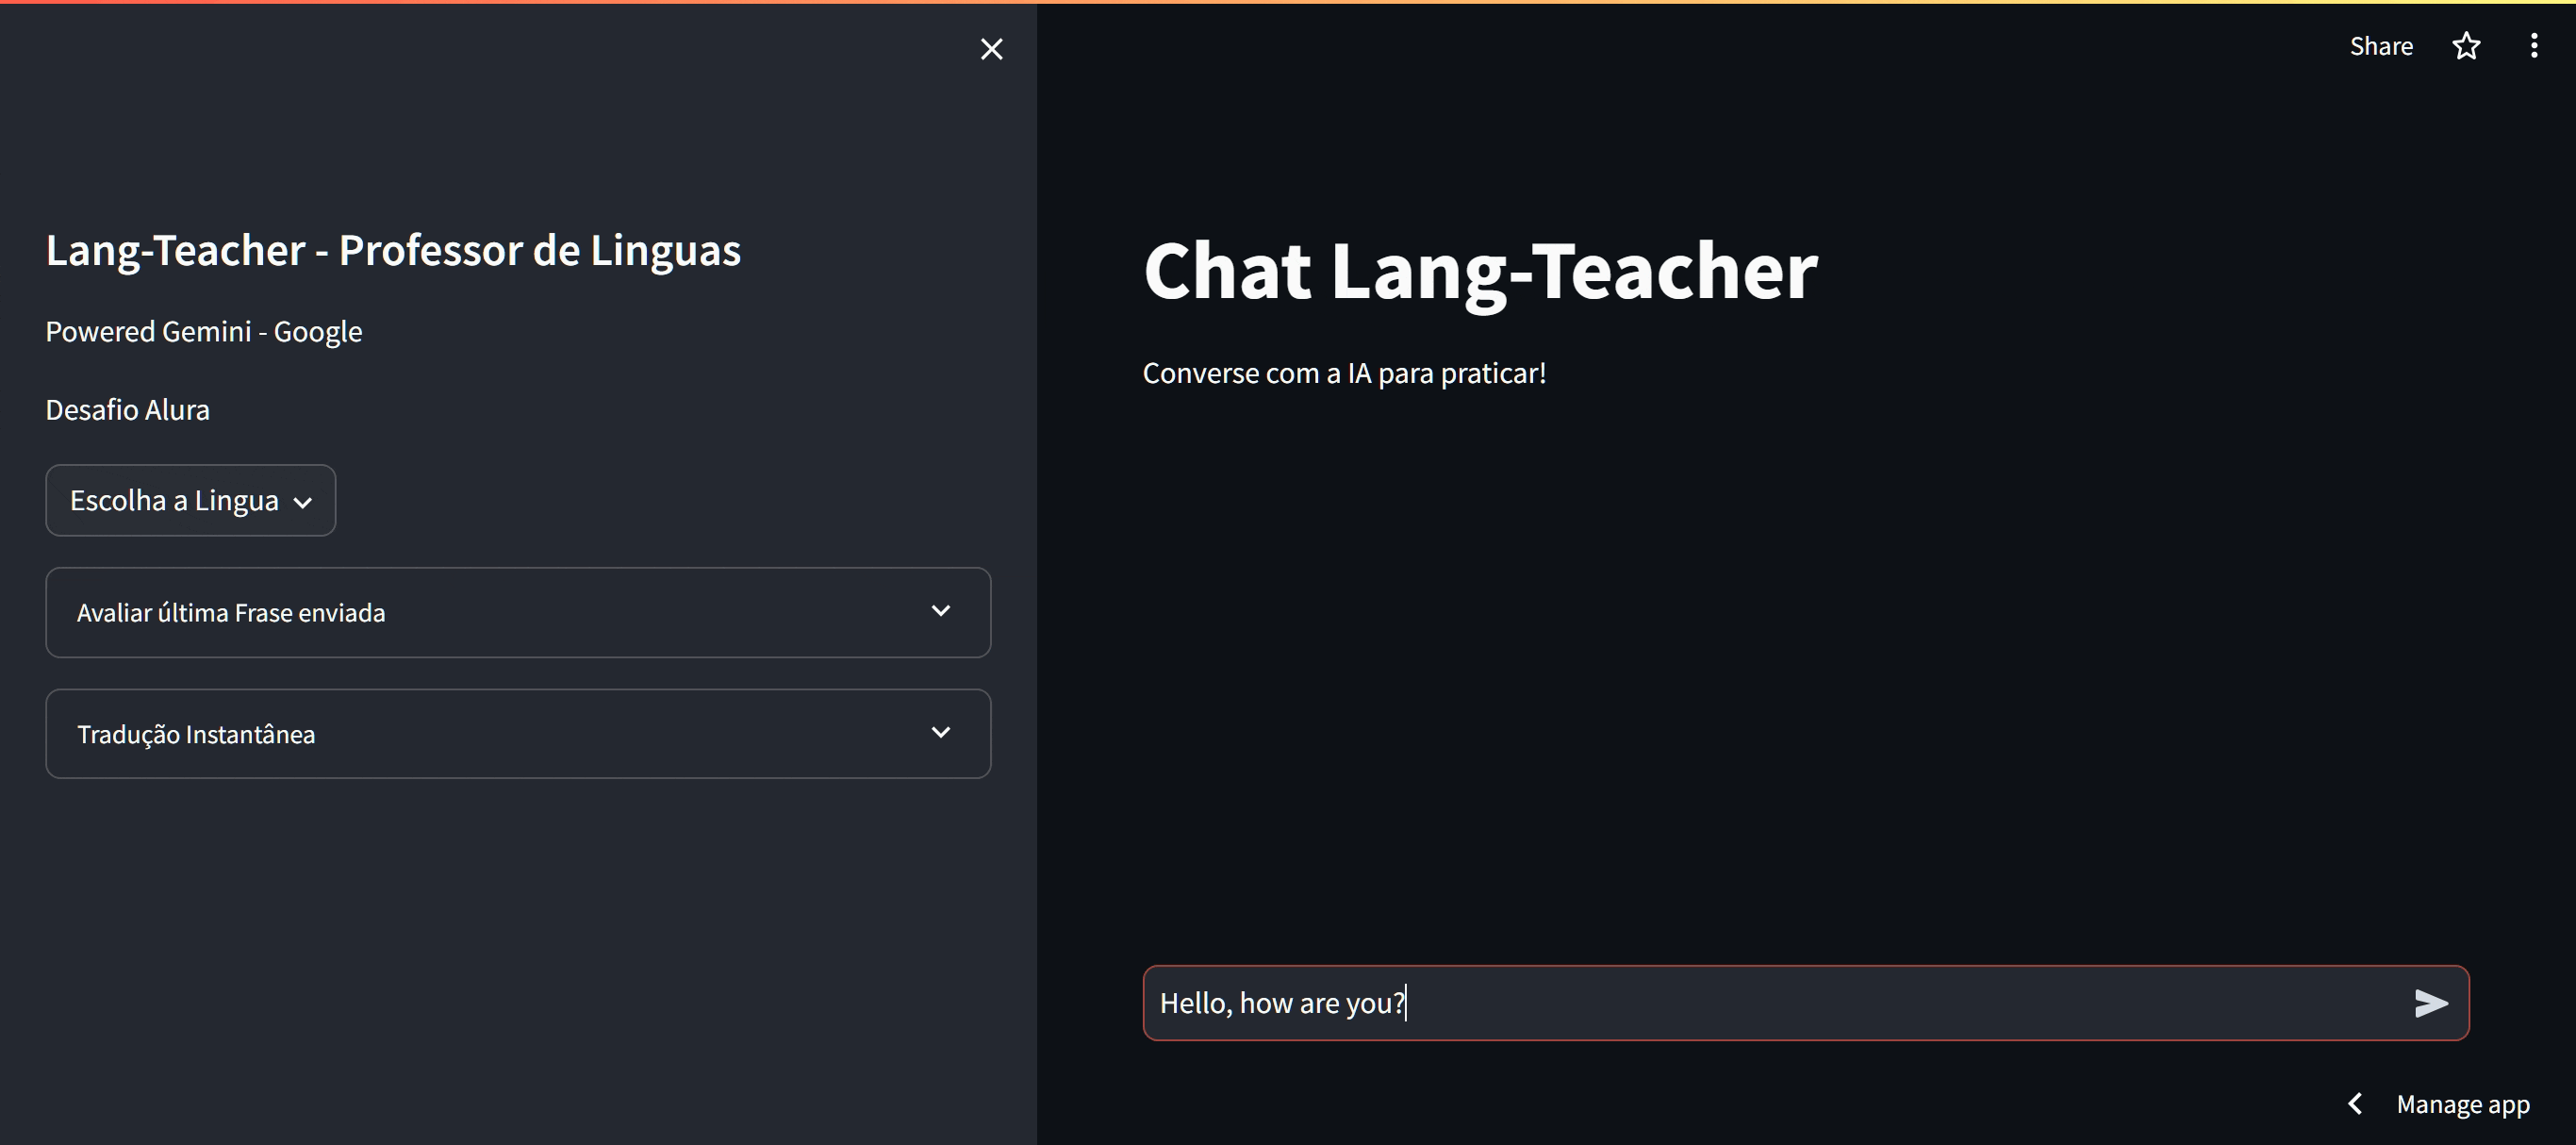 Lang-Teacher - Professor de Linguas
Powered Gemini - Google
Desafio Alura
Escolha a Lingua
Avaliar última Frase enviada
Tradução Instantânea
Share
Chat Lang-Teacher
Converse com a IA para praticar!
Hello, how are you?
Manage app